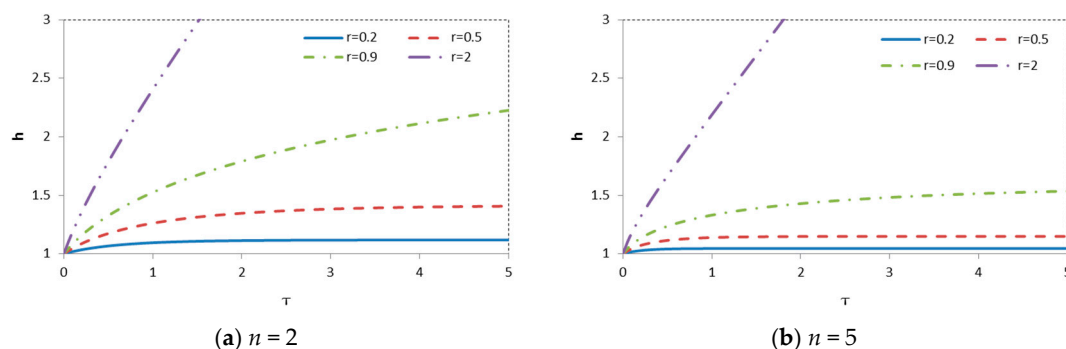 3
2.5
2
1.5
1
h
0 1 2 3 4 5
T
r=0.2 r=0.5
r=0.9 r=2
(a) n = 2
3
2.5
2
1.5
1
h
0 1 2 3 4 5
T
r=0.2 r=0.5
r=0.9 r=2
(b) n = 5